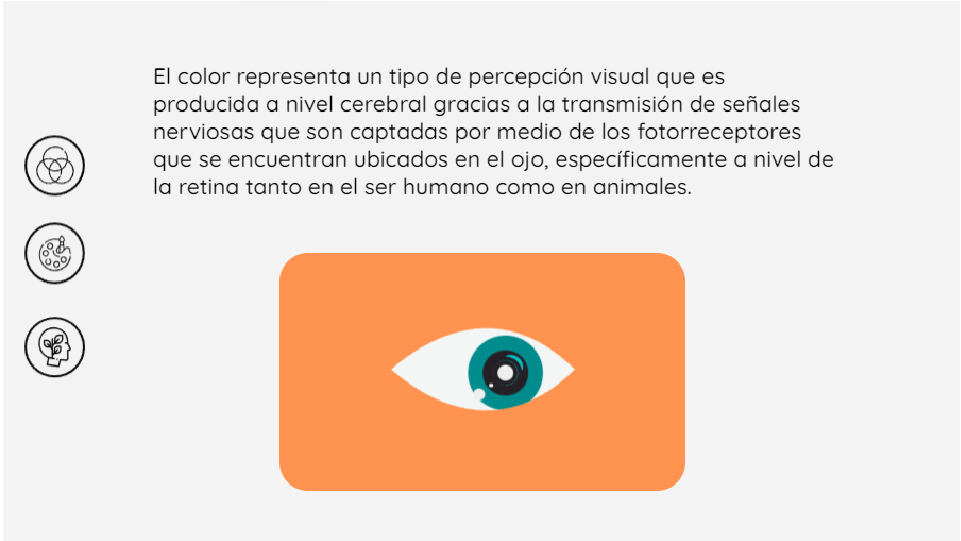 El color representa un tipo de percepción visual que es
producida a nivel cerebral gracias a la transmisión de señales
nerviosas que son captadas por medio de los fotorreceptores
que se encuentran ubicados en el ojo, específicamente a nivel de
la retina tanto en el ser humano como en animales.